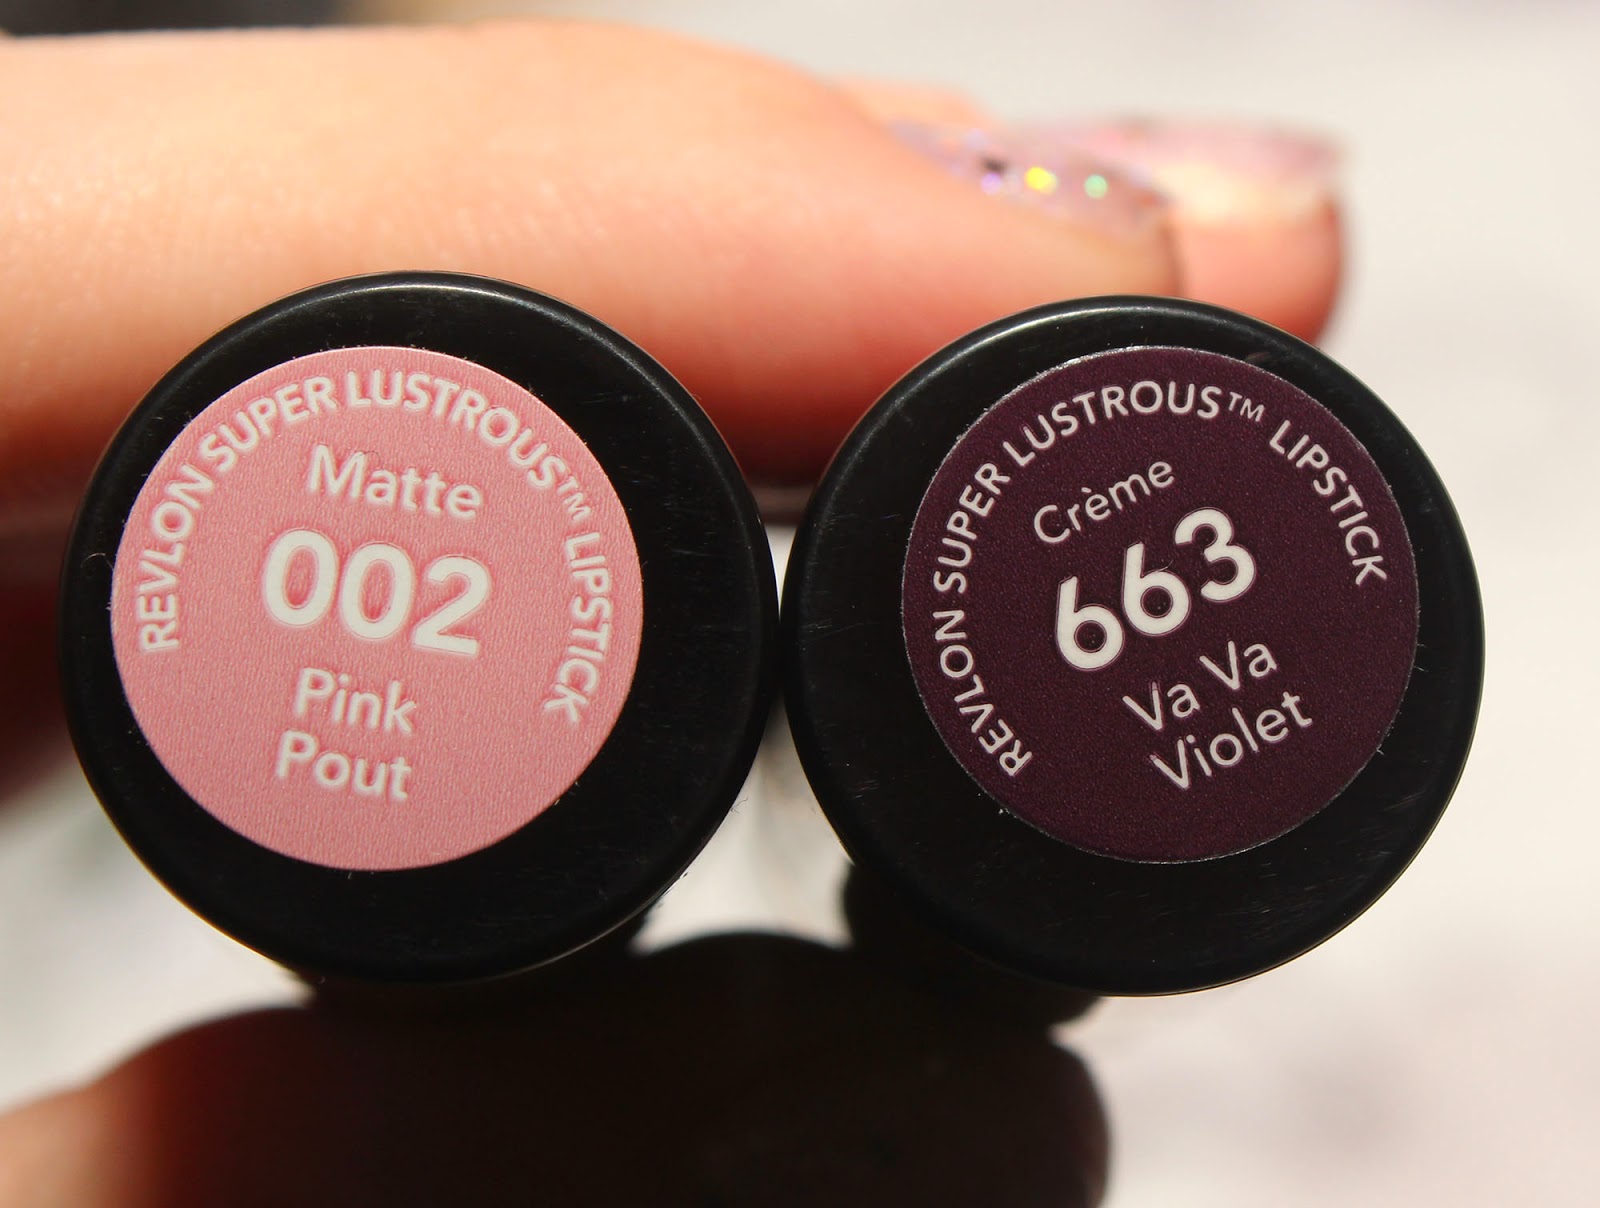 REVLON SUPER LUSTROUS™ LIPSTICK
Matte
002
Pink
Pout
REVLON SUPER LUSTROUS™ LIPSTICK
Crème
663
Va Va
Violet